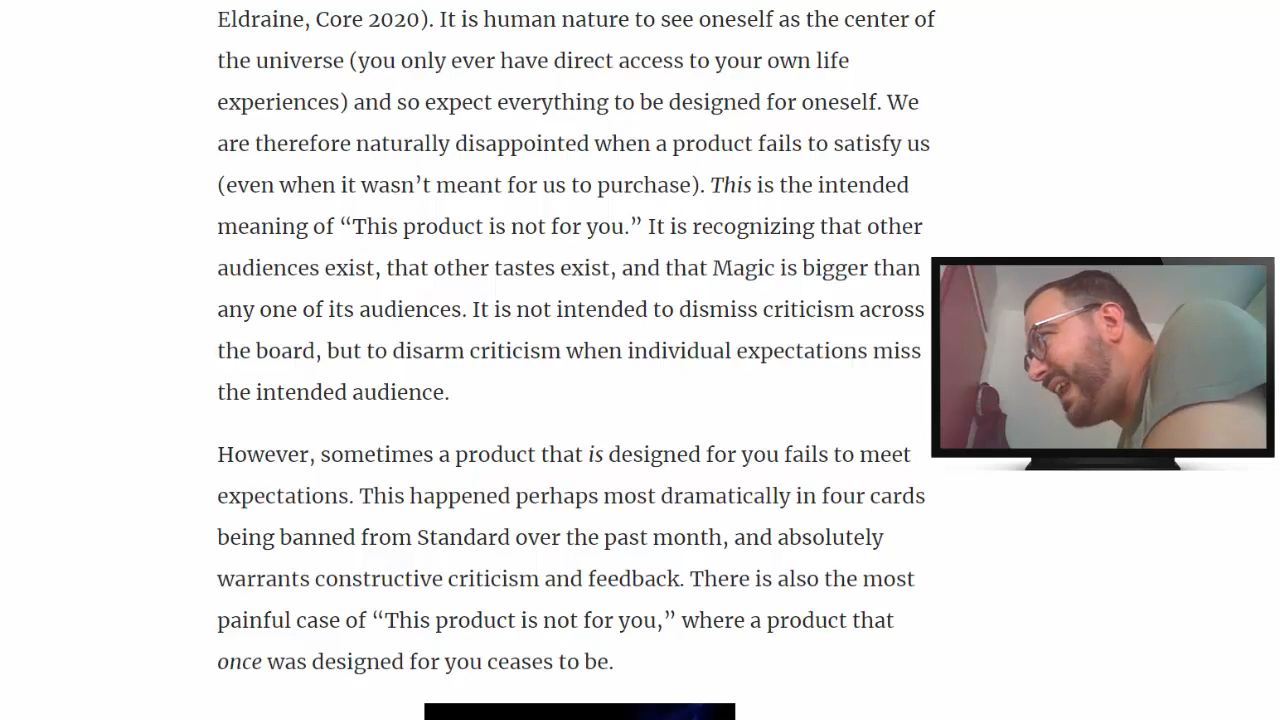 Eldraine, Core 2020). It is human nature to see oneself as the center of
the universe (you only ever have direct access to your own life
experiences) and so expect everything to be designed for oneself. We
are therefore naturally disappointed when a product fails to satisfy us
(even when it wasn’t meant for us to purchase). This is the intended
meaning of “This product is not for you.” It is recognizing that other
audiences exist, that other tastes exist, and that Magic is bigger than
any one of its audiences. It is not intended to dismiss criticism across
the board, but to disarm criticism when individual expectations miss
the intended audience.
However, sometimes a product that is designed for you fails to meet
expectations. This happened perhaps most dramatically in four cards
being banned from Standard over the past month, and absolutely
warrants constructive criticism and feedback. There is also the most
painful case of “This product is not for you,” where a product that
once was designed for you ceases to be.